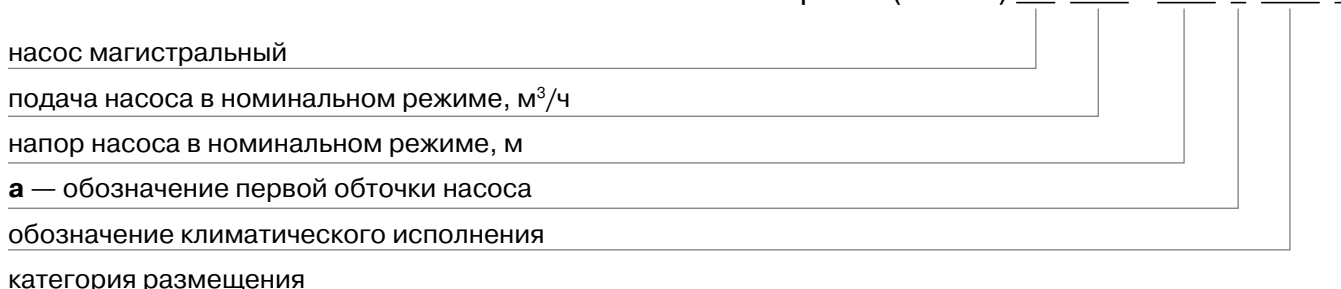 насос магистральный
подача насоса в номинальном режиме, м³/ч
напор насоса в номинальном режиме, м
а — обозначение первой обточки насоса
обозначение климатического исполнения
категория размещения